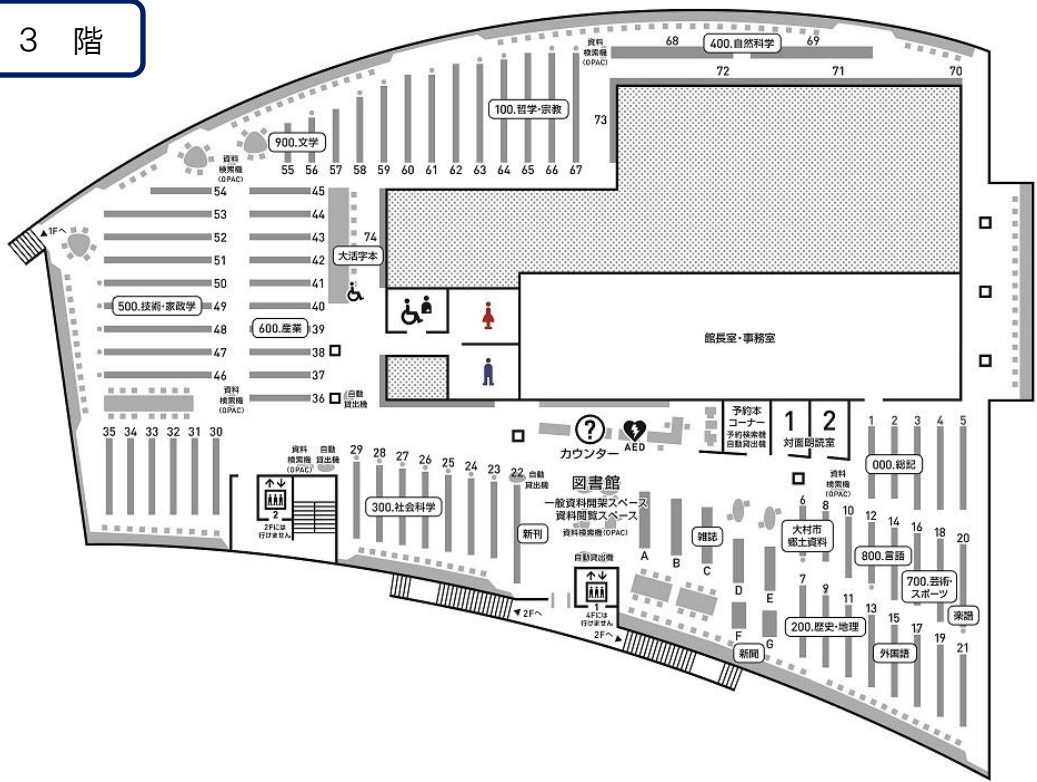 3 階
資料
検索機
(OPAC)
68
400.自然科学
69
72
71
70
73
100.哲学・宗教
900.文学
55 56 57 58 59 60 61 62 63 64 65 66 67
資料
検索機
(OPAC)
54
53
52
51
50
500.技術・家政学
49
48
47
46
45
44
43
42
41
40
600.産業
39
38
37
36
74
大活字本
▲1Fへ
館長室・事務室
資料
検索機
(OPAC)
自動
貸出機
35 34 33 32 31 30
資料
検索機
(OPAC)
自動
貸出機
2
2Fには
行けません
29 28 27 26 25 24 23 22
自動
貸出機
300.社会科学
新刊
?
カウンター
AED
図書館
一般資料開架スペース
資料閲覧スペース
資料検索機(OPAC)
自動貸出機
1
4Fには
行けません
◀2Fへ
2Fへ▶
予約本
コーナー
予約検索機
自動貸出機
1
2
対面朗読室
資料
検索機
(OPAC)
A
B
C
雑誌
D
E
F
G
新聞
1 2 3 4 5
000.総記
6
8
10
大村市
郷土資料
12
14
16
18
20
800.言語
700.芸術・
スポーツ
楽譜
7
9
11
200.歴史・地理
13
15
17
19
21
外国語